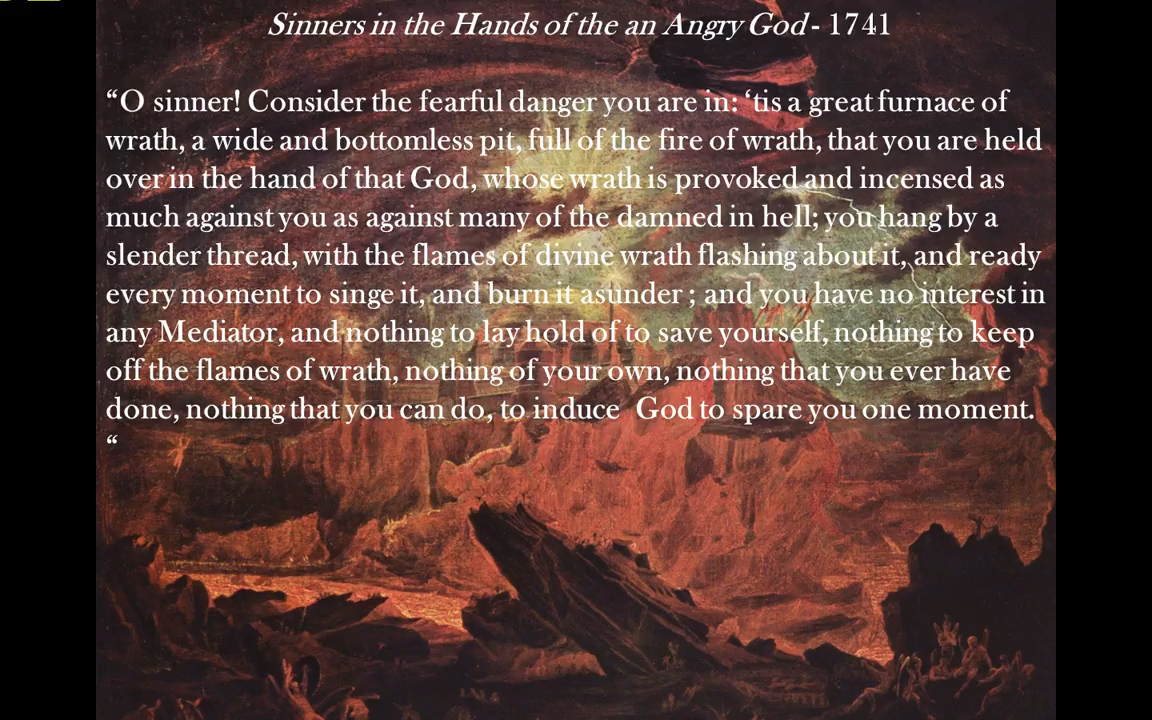 Sinners in the Hands of the an Angry God - 1741
“O sinner! Consider the fearful danger you are in: ‘tis a great furnace of
wrath, a wide and bottomless pit, full of the fire of wrath, that you are held
over in the hand of that God, whose wrath is provoked and incensed as
much against you as against many of the damned in hell; you hang by a
slender thread, with the flames of divine wrath flashing about it, and ready
every moment to singe it, and burn it asunder ; and you have no interest in
any Mediator, and nothing to lay hold of to save yourself, nothing to keep
off the flames of wrath, nothing of your own, nothing that you ever have
done, nothing that you can do, to induce God to spare you one moment.
“